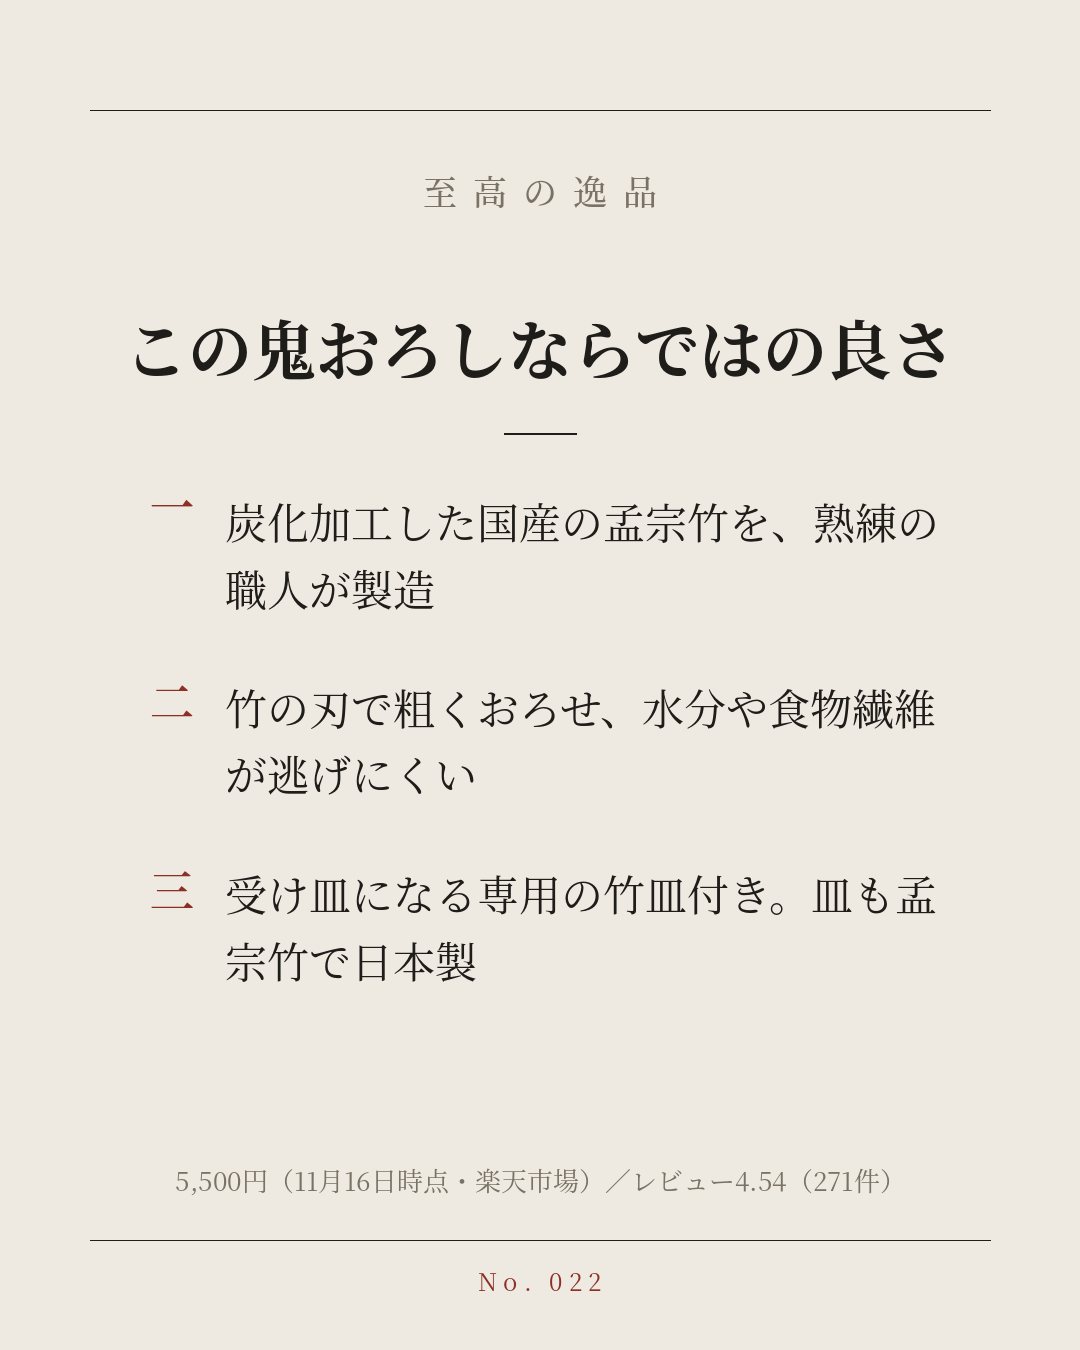 至高の逸品
この鬼おろしならではの良さ
一 炭化加工した国産の孟宗竹を、熟練の
職人が製造
二 竹の刃で粗くおろせ、水分や食物繊維
が逃げにくい
三 受け皿になる専用の竹皿付き。皿も孟
宗竹で日本製
5,500円（11月16日時点・楽天市場）／レビュー4.54（271件）
No. 022